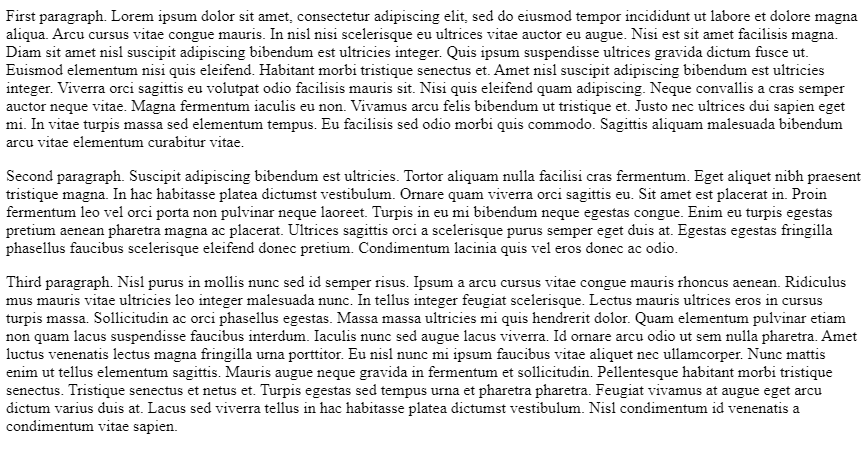 First paragraph. Lorem ipsum dolor sit amet, consectetur adipiscing elit, sed do eiusmod tempor incididunt ut labore et dolore magna
aliqua. Arcu cursus vitae congue mauris. In nisl nisi scelerisque eu ultrices vitae auctor eu augue. Nisi est sit amet facilisis magna.
Diam sit amet nisl suscipit adipiscing bibendum est ultricies integer. Quis ipsum suspendisse ultrices gravida dictum fusce ut.
Euismod elementum nisi quis eleifend. Habitant morbi tristique senectus et. Amet nisl suscipit adipiscing bibendum est ultricies
integer. Viverra orci sagittis eu volutpat odio facilisis mauris sit. Nisi quis eleifend quam adipiscing. Neque convallis a cras semper
auctor neque vitae. Magna fermentum iaculis eu non. Vivamus arcu felis bibendum ut tristique et. Justo nec ultrices dui sapien eget
mi. In vitae turpis massa sed elementum tempus. Eu facilisis sed odio morbi quis commodo. Sagittis aliquam malesuada bibendum
arcu vitae elementum curabitur vitae.
Second paragraph. Suscipit adipiscing bibendum est ultricies. Tortor aliquam nulla facilisi cras fermentum. Eget aliquet nibh praesent
tristique magna. In hac habitasse platea dictumst vestibulum. Ornare quam viverra orci sagittis eu. Sit amet est placerat in. Proin
fermentum leo vel orci porta non pulvinar neque laoreet. Turpis in eu mi bibendum neque egestas congue. Enim eu turpis egestas
pretium aenean pharetra magna ac placerat. Ultrices sagittis orci a scelerisque purus semper eget duis at. Egestas egestas fringilla
phasellus faucibus scelerisque eleifend donec pretium. Condimentum lacinia quis vel eros donec ac odio.
Third paragraph. Nisl purus in mollis nunc sed id semper risus. Ipsum a arcu cursus vitae congue mauris rhoncus aenean. Ridiculus
mus mauris vitae ultricies leo integer malesuada nunc. In tellus integer feugiat scelerisque. Lectus mauris ultrices eros in cursus
turpis massa. Sollicitudin ac orci phasellus egestas. Massa massa ultricies mi quis hendrerit dolor. Quam elementum pulvinar etiam
non quam lacus suspendisse faucibus interdum. Iaculis nunc sed augue lacus viverra. Id ornare arcu odio ut sem nulla pharetra. Amet
luctus venenatis lectus magna fringilla urna porttitor. Eu nisl nunc mi ipsum faucibus vitae aliquet nec ullamcorper. Nunc mattis
enim ut tellus elementum sagittis. Mauris augue neque gravida in fermentum et sollicitudin. Pellentesque habitant morbi tristique
senectus. Tristique senectus et netus et. Turpis egestas sed tempus urna et pharetra pharetra. Feugiat vivamus at augue eget arcu
dictum varius duis at. Lacus sed viverra tellus in hac habitasse platea dictumst vestibulum. Nisl condimentum id venenatis a
condimentum vitae sapien.